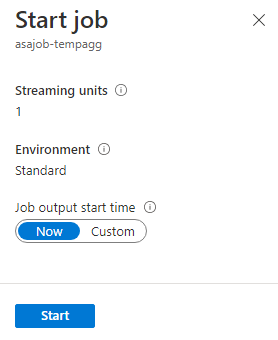 Start job
asajob-tempagg
Streaming units
1
Environment
Standard
Job output start time
Now Custom
Start